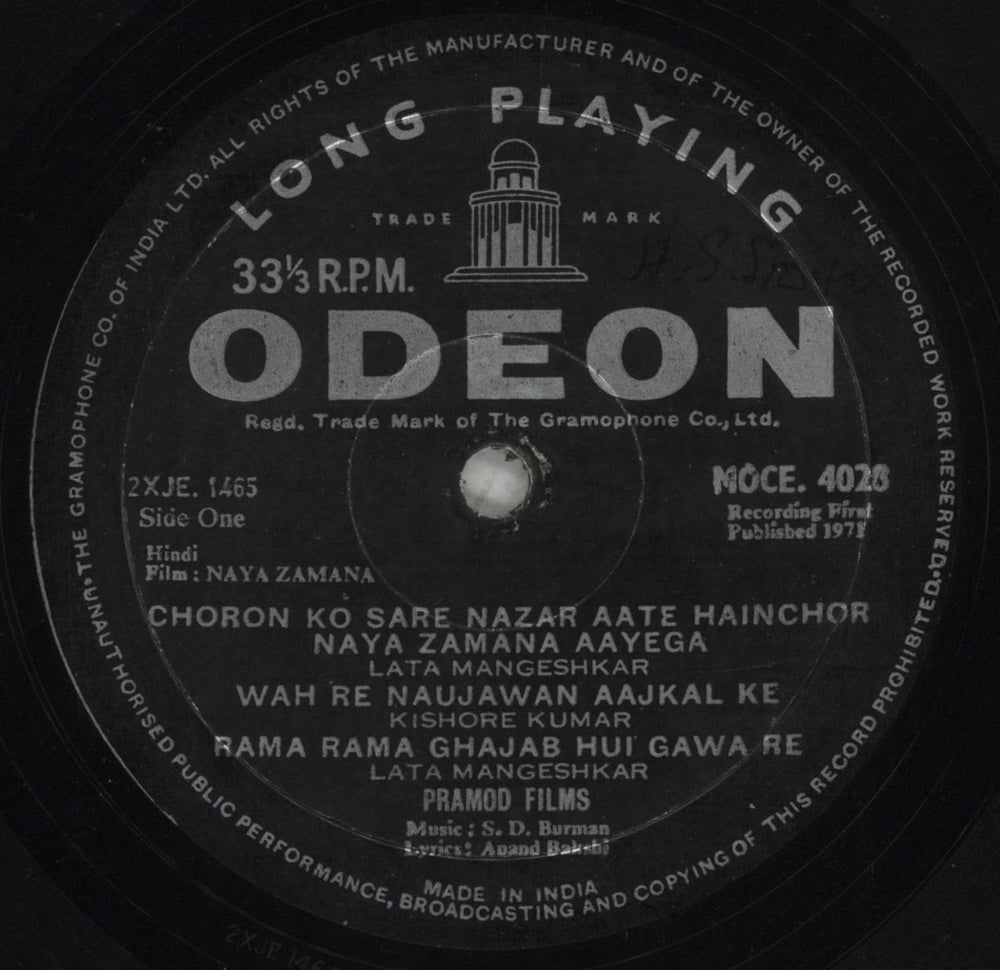 THE GRAMOPHONE CO. OF INDIA LTD. ALL RIGHTS OF THE MANUFACTURER AND OF THE OWNER OF THE RECORDED WORK RESERVED•
UNAUTHORISED PUBLIC PERFORMANCE, BROADCASTING AND COPYING OF THIS RECORD PROHIBITED.•
LONG PLAYING
TRADE MARK
33⅓ R.P.M.
ODEON
Regd. Trade Mark of The Gramophone Co., Ltd.
2XJE. 1465
Side One
MOCE. 4028
Recording First
Published 1971
Hindi
Film : NAYA ZAMANA
CHORON KO SARE NAZAR AATE HAINCHOR
NAYA ZAMANA AAYEGA
LATA MANGESHKAR
WAH RE NAUJAWAN AAJKAL KE
KISHORE KUMAR
RAMA RAMA GHAJAB HUI GAWA RE
LATA MANGESHKAR
PRAMOD FILMS
Music : S. D. Burman
Lyrics : Anand Bakshi
MADE IN INDIA
2XJE